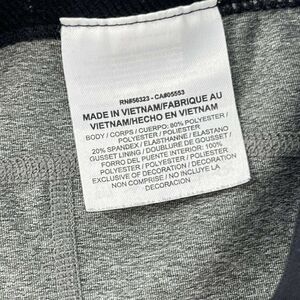 RN#56323 - CA#05553
MADE IN VIETNAM/FABRIQUE AU
VIETNAM/HECHO EN VIETNAM
BODY / CORPS / CUERPO: 80% POLYESTER /
POLYESTER / POLIÉSTER
20% SPANDEX / ÉLASTHANNE / ELASTANO
GUSSET LINING / DOUBLURE DE GOUSSET /
FORRO DEL PUENTE INTERIOR: 100%
POLYESTER / POLYESTER / POLIÉSTER
EXCLUSIVE OF DECORATION / DÉCORATION
NON COMPRISE / NO INCLUYE LA
DECORACIÓN